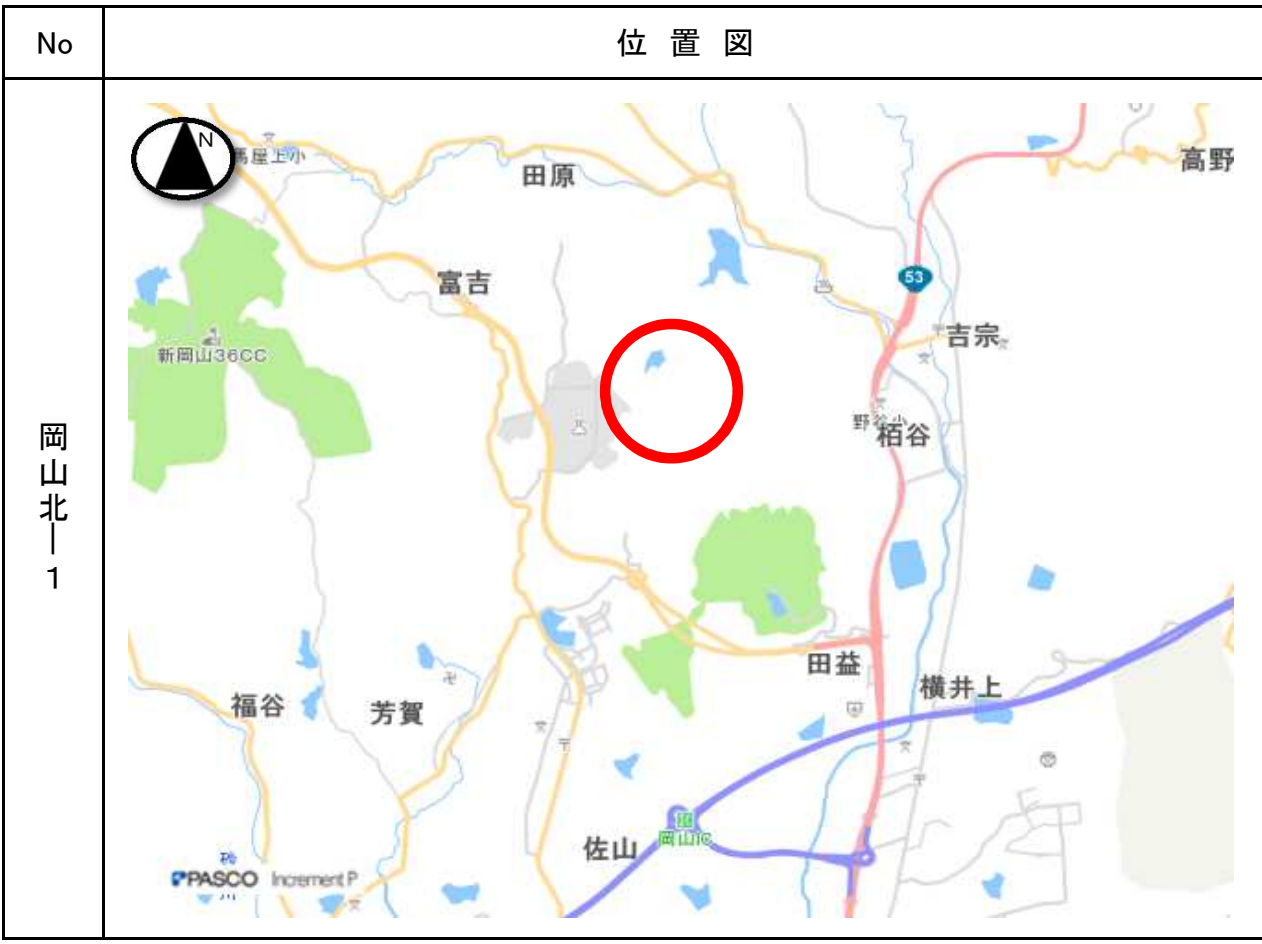 No
位置図
岡山北―1
N
馬屋上小
田原
高野
富吉
53
新岡山36CC
吉宗
野谷小
栢谷
田益
横井上
福谷
芳賀
佐山
岡山IC
PASCO Increment P
川